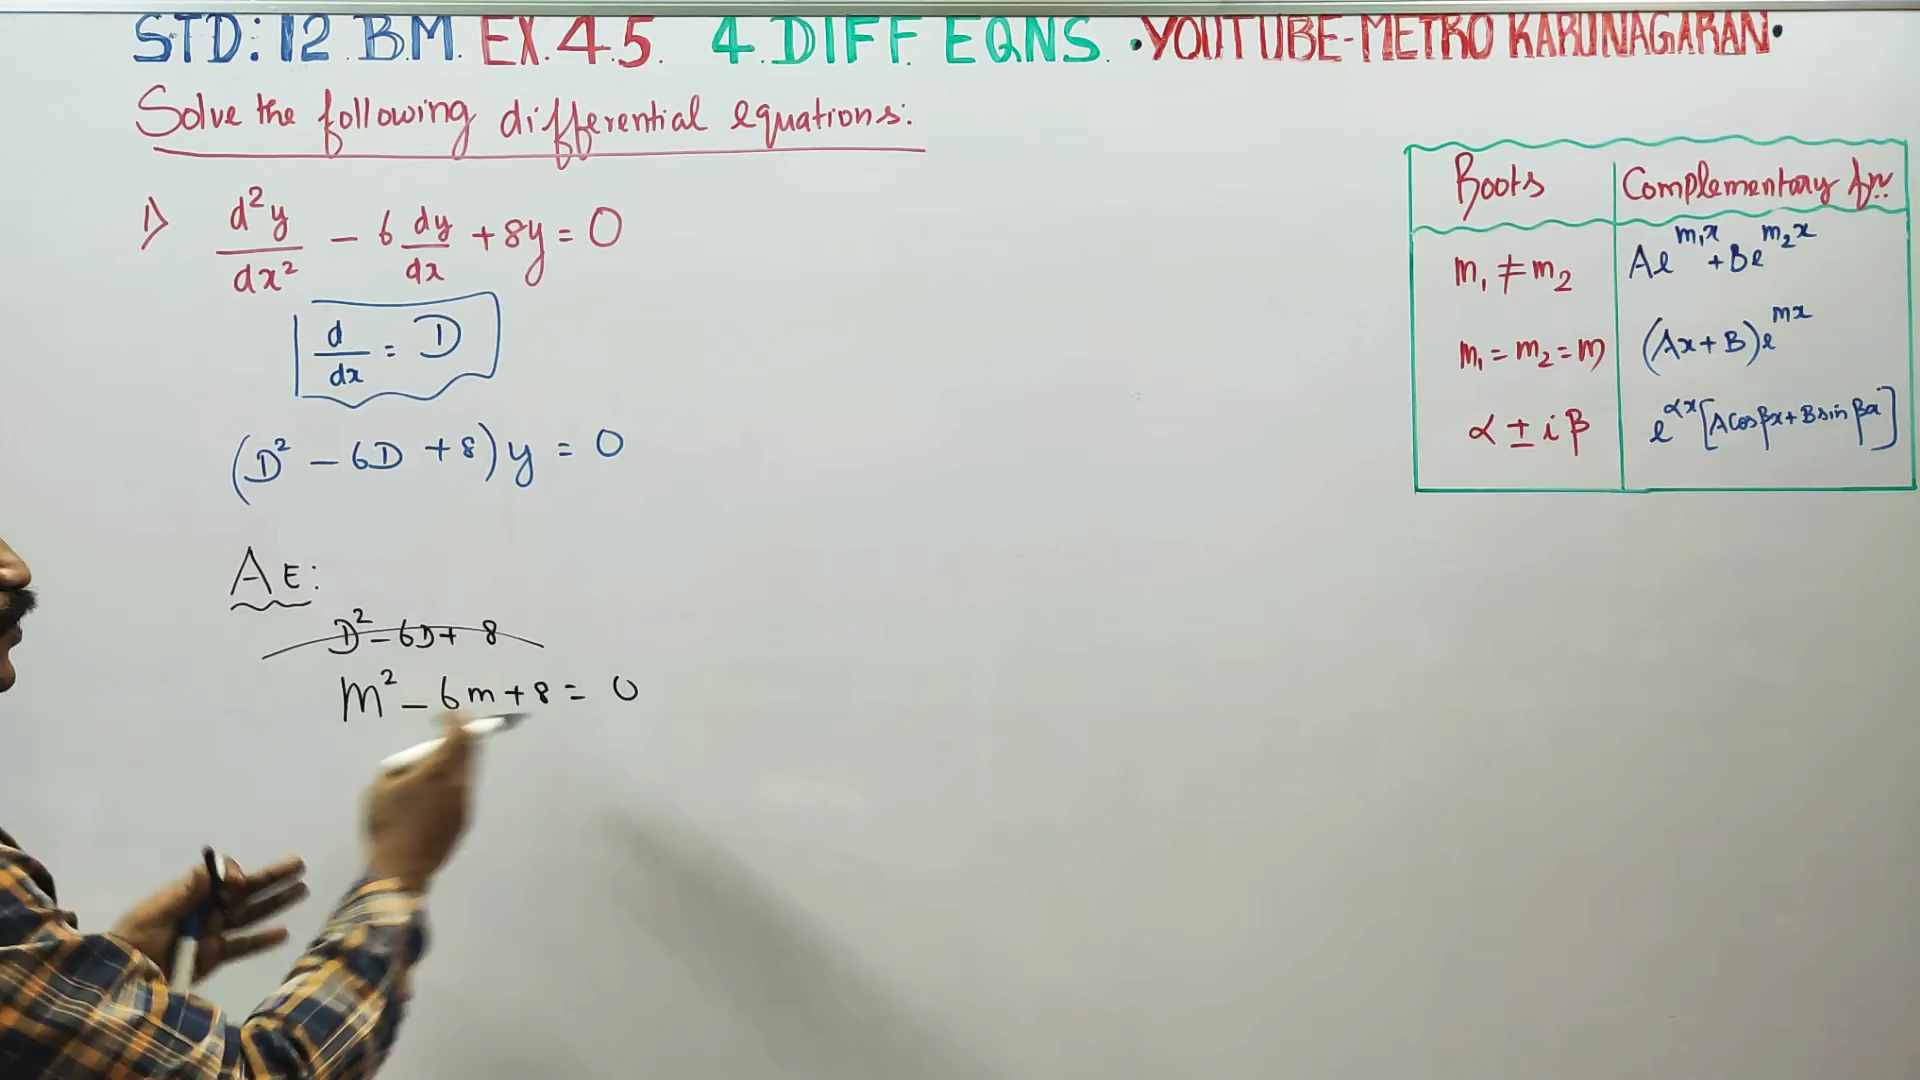 STD: 12 B.M. EX.4.5. 4. DIFF. EQNS. •YOUTUBE-METRO KARUNAGARAN•
Solve the following differential equations:
1) d²y/dx² - 6 dy/dx + 8y = 0
d/dx = D
(D² - 6D + 8)y = 0
AE:
D² - 6D + 8
m² - 6m + 8 = 0
Roots | Complementary fn.
m₁ ≠ m₂ | Ae^m₁x + Be^m₂x
m₁ = m₂ = m | (Ax + B)e^mx
α ± iβ | e^αx [A cos βx + B sin βx]